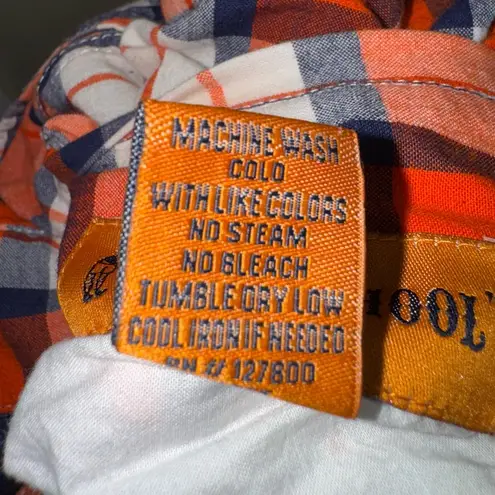 MACHINE WASH
COLD
WITH LIKE COLORS
NO STEAM
NO BLEACH
TUMBLE DRY LOW
COOL IRON IF NEEDED
RN # 127800